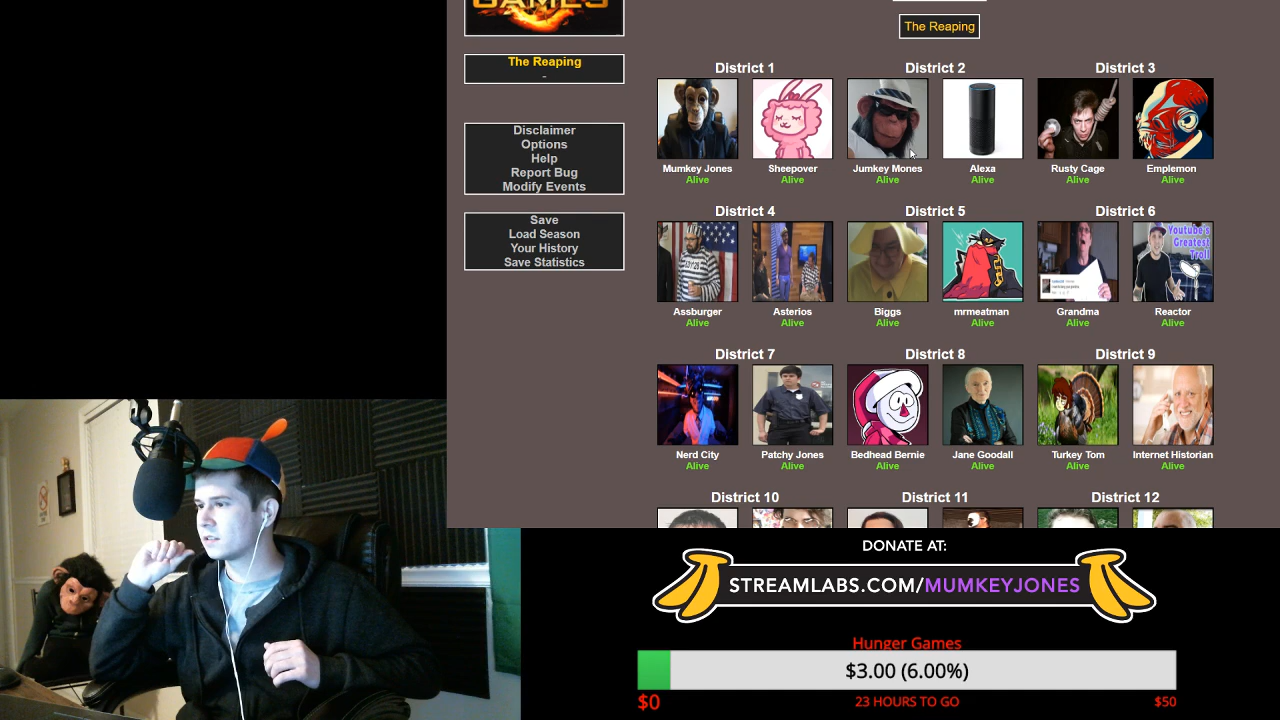 GAMES
The Reaping
-
Disclaimer
Options
Help
Report Bug
Modify Events
Save
Load Season
Your History
Save Statistics
The Reaping
District 1
District 2
District 3
Mumkey Jones
Sheepover
Jumkey Mones
Alexa
Rusty Cage
Emplemon
Alive
Alive
Alive
Alive
Alive
Alive
District 4
District 5
District 6
Youtube's
Greatest
Troll
Assburger
Asterios
Biggs
mrmeatman
Grandma
Reactor
Alive
Alive
Alive
Alive
Alive
Alive
District 7
District 8
District 9
Nerd City
Patchy Jones
Bedhead Bernie
Jane Goodall
Turkey Tom
Internet Historian
Alive
Alive
Alive
Alive
Alive
Alive
District 10
District 11
District 12
DONATE AT:
STREAMLABS.COM/MUMKEYJONES
Hunger Games
$3.00 (6.00%)
$0
23 HOURS TO GO
$50